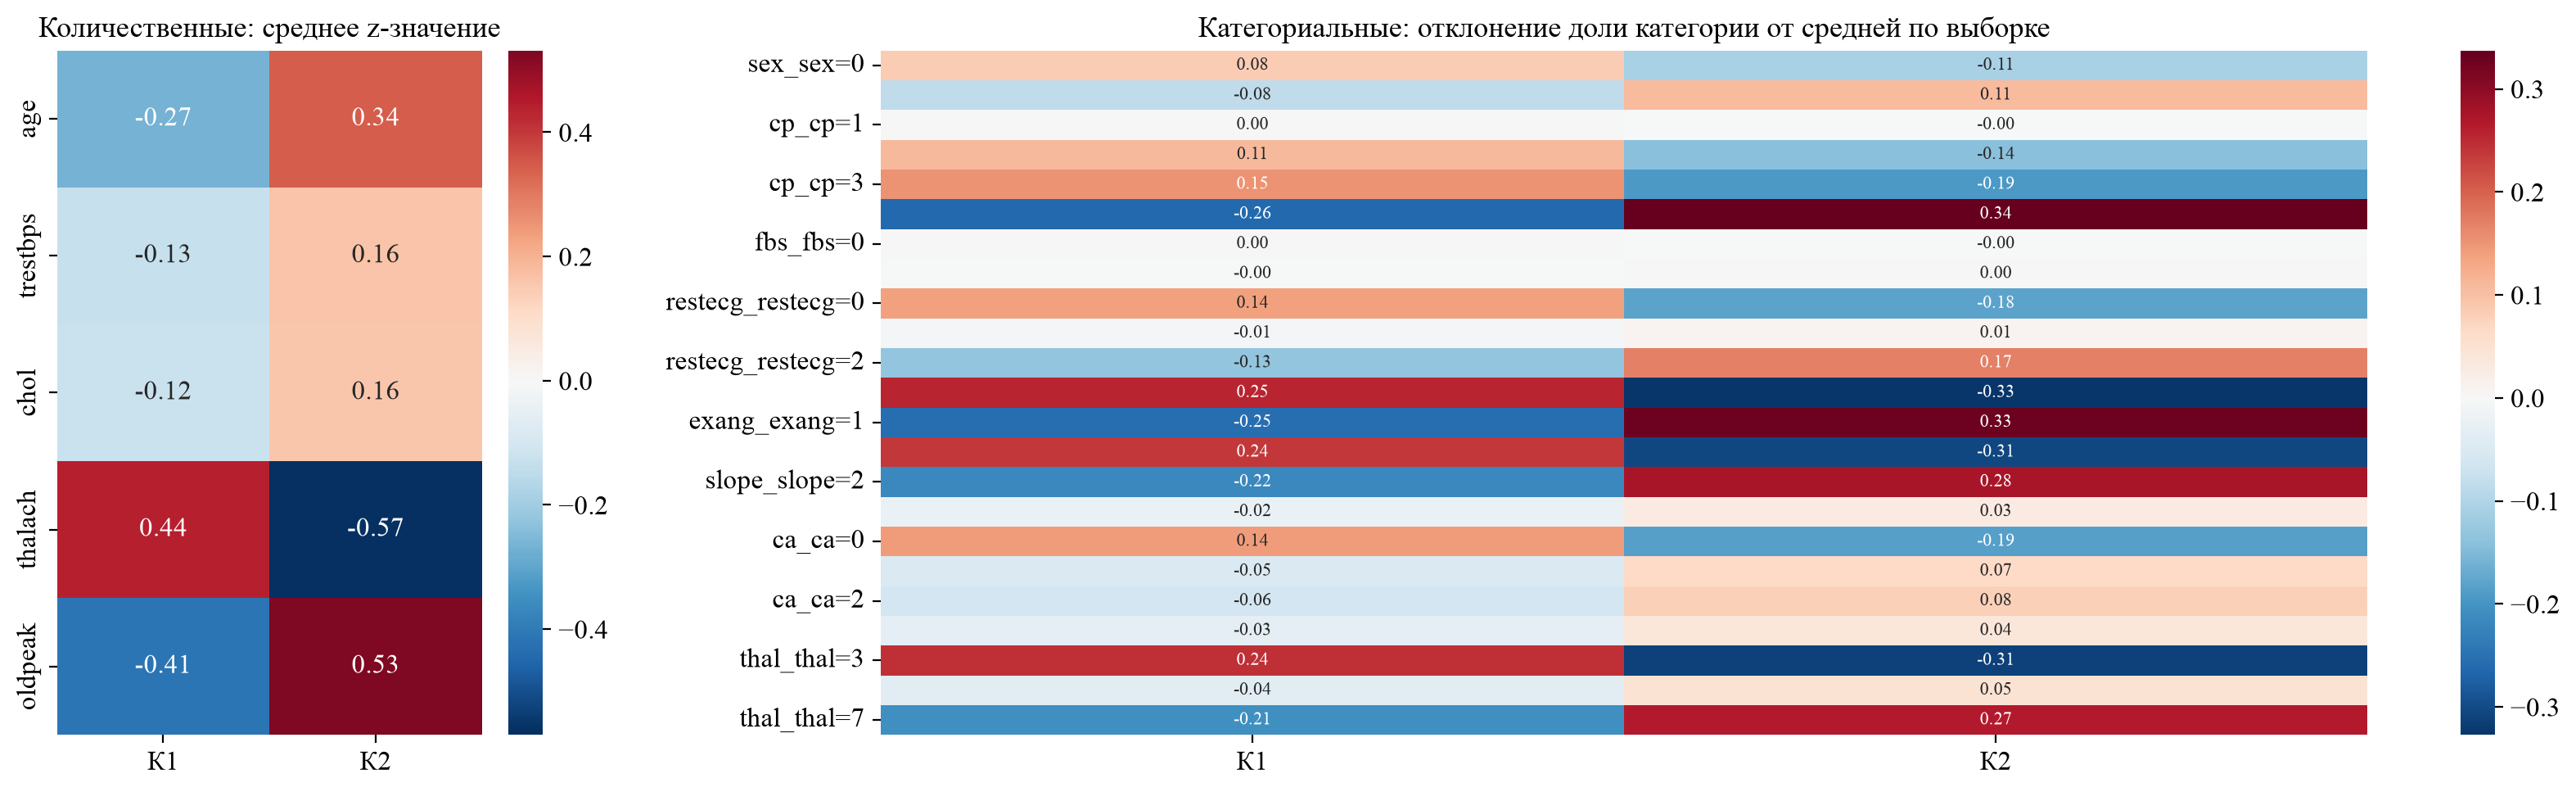 Количественные: среднее z-значение
age -0.27 0.34
trestbps -0.13 0.16
chol -0.12 0.16
thalach 0.44 -0.57
oldpeak -0.41 0.53
К1 К2
0.4
0.2
0.0
−0.2
−0.4
Категориальные: отклонение доли категории от средней по выборке
sex_sex=0 0.08 -0.11
-0.08 0.11
cp_cp=1 0.00 -0.00
0.11 -0.14
cp_cp=3 0.15 -0.19
-0.26 0.34
fbs_fbs=0 0.00 -0.00
-0.00 0.00
restecg_restecg=0 0.14 -0.18
-0.01 0.01
restecg_restecg=2 -0.13 0.17
0.25 -0.33
exang_exang=1 -0.25 0.33
0.24 -0.31
slope_slope=2 -0.22 0.28
-0.02 0.03
ca_ca=0 0.14 -0.19
-0.05 0.07
ca_ca=2 -0.06 0.08
-0.03 0.04
thal_thal=3 0.24 -0.31
-0.04 0.05
thal_thal=7 -0.21 0.27
К1 К2
0.3
0.2
0.1
0.0
−0.1
−0.2
−0.3